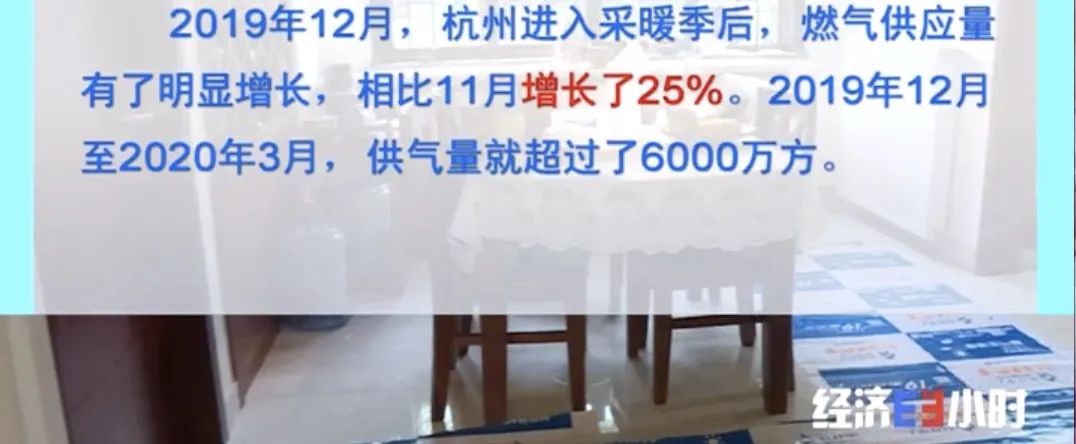 2019年12月，杭州进入采暖季后，燃气供应量
有了明显增长，相比11月增长了25%。2019年12月
至2020年3月，供气量就超过了6000万方。
经济半小时